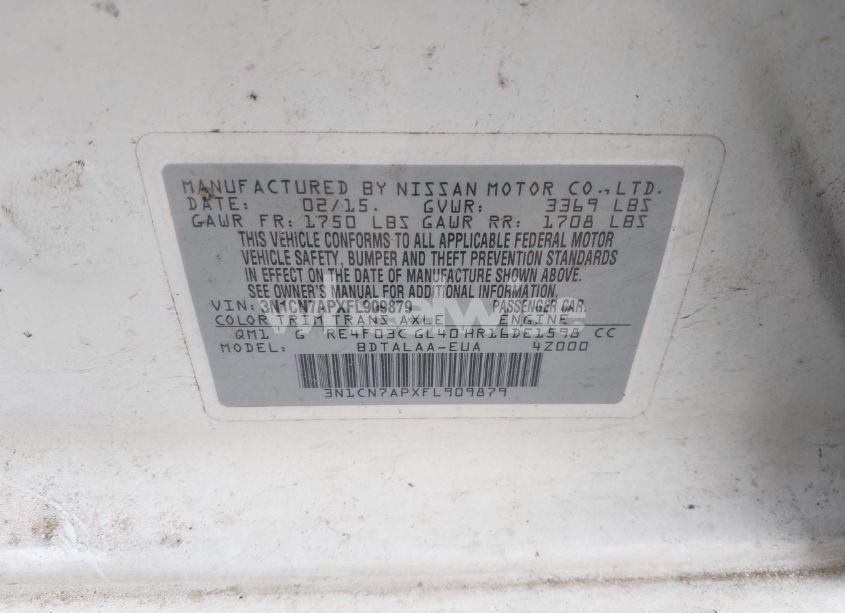 MANUFACTURED BY NISSAN MOTOR CO.,LTD.
DATE: 02/15. GVWR: 3369 LBS
GAWR FR: 1750 LBS GAWR RR: 1708 LBS
THIS VEHICLE CONFORMS TO ALL APPLICABLE FEDERAL MOTOR
VEHICLE SAFETY, BUMPER AND THEFT PREVENTION STANDARDS
IN EFFECT ON THE DATE OF MANUFACTURE SHOWN ABOVE.
SEE OWNER'S MANUAL FOR ADDITIONAL INFORMATION.
VIN: 3N1CN7APXFL909879 PASSENGER CAR
COLOR TRIM TRANS AXLE ENGINE
QM1 G RE4F03C GL40 HR16DE1598 CC
MODEL: BDTALAA-EUA 4Z000
3N1CN7APXFL909879